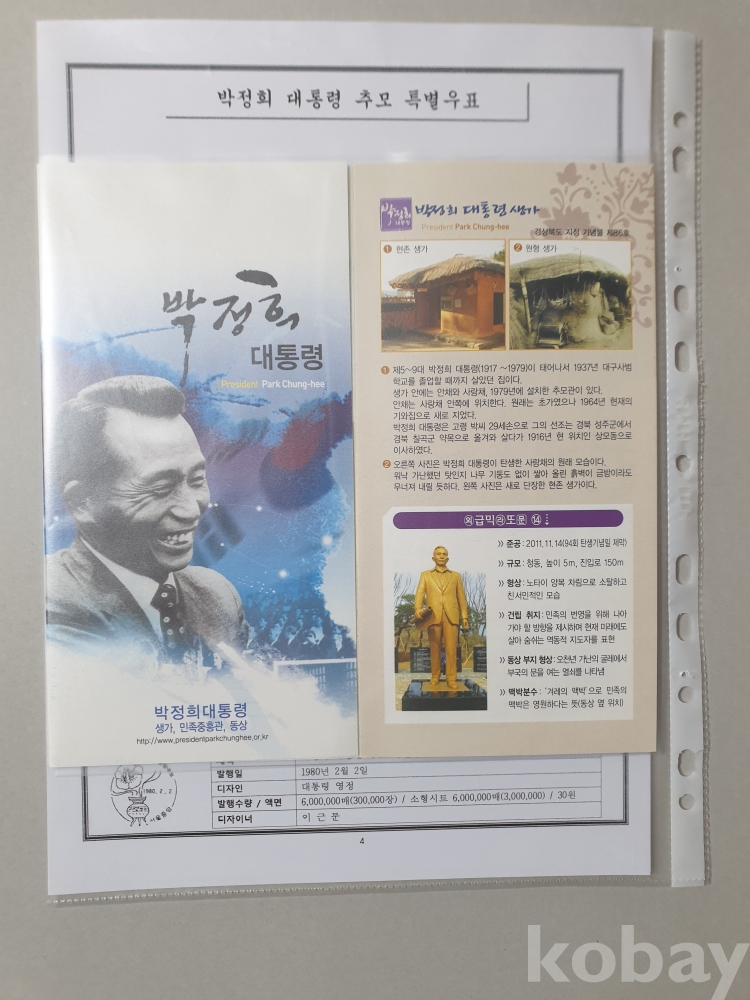 박정희 대통령 추모 특별우표
박정희
대통령
President Park Chung-hee
박정희대통령
생가, 민족중흥관, 동상
http://www.presidentparkchunghee.or.kr
박정희
대통령
박정희 대통령 생가
President Park Chung-hee
경상북도 지정 기념물 제86호
1 현존 생가
2 원형 생가
1 제5~9대 박정희 대통령(1917 ~1979)이 태어나서 1937년 대구사범
학교를 졸업할 때까지 살았던 집이다.
생가 안에는 안채와 사랑채, 1979년에 설치한 추모관이 있다.
안채는 사랑채 안쪽에 위치한다. 원래는 초가였으나 1964년 현재의
기와집으로 새로 지었다.
박정희 대통령은 고령 박씨 29세손으로 그의 선조는 경북 성주군에서
경북 칠곡군 약목으로 옮겨와 살다가 1916년 현 위치인 상모동으로
이사하였다.
2 오른쪽 사진은 박정희 대통령이 탄생한 사랑채의 원래 모습이다.
워낙 가난했던 탓인지 나무 기둥도 없이 쌓아 올린 흙벽이 금방이라도
무너져 내릴 듯하다. 왼쪽 사진은 새로 단장한 현존 생가이다.
>> 준공 : 2011.11.14(94회 탄생기념일 제막)
>> 규모 : 청동, 높이 5m, 진입로 150m
>> 형상 : 노타이 양복 차림으로 소탈하고
친서민적인 모습
>> 건립 취지 : 민족의 번영을 위해 나아
가야 할 방향을 제시하며 현재 미래에도
살아 숨쉬는 역동적 지도자를 표현
>> 동상 부지 형상 : 오천년 가난의 굴레에서
부국의 문을 여는 열쇠를 나타냄
>> 맥박분수 : '겨레의 맥박'으로 민족의
맥박은 영원하다는 뜻(동상 옆 위치)
발행일 1980년 2월 2일
디자인 대통령 영정
발행수량 / 액면 6,000,000매(300,000장) / 소형시트 6,000,000매(3,000,000) / 30원
디자이너 이 근 문
1980. 2. 2
4
kobay